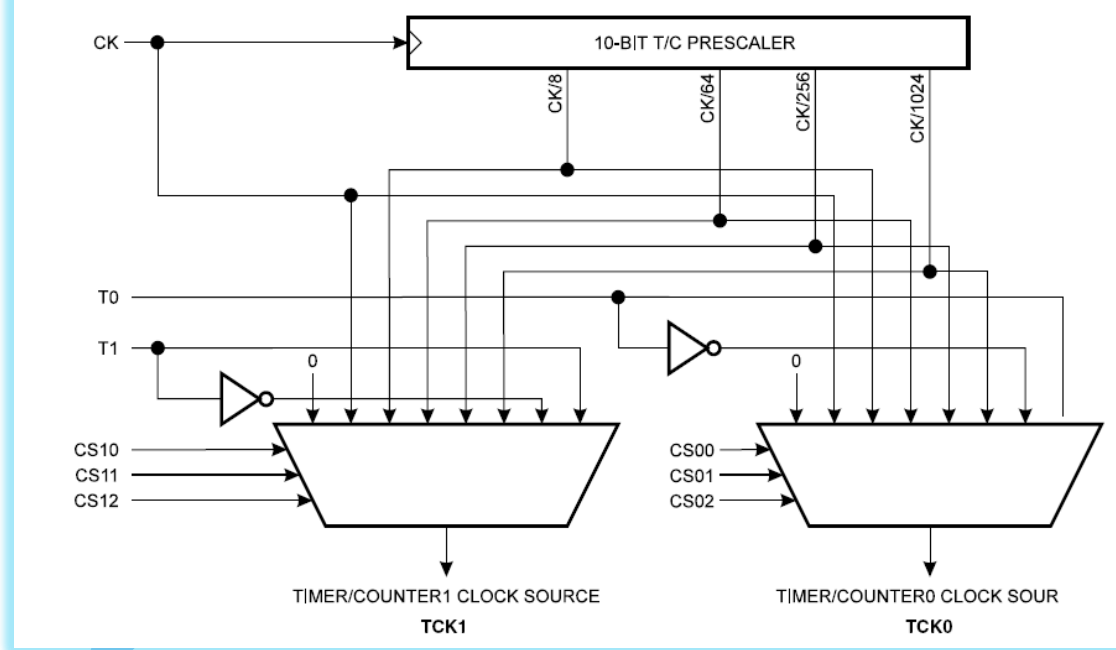 CK
10-BIT T/C PRESCALER
CK/8
CK/64
CK/256
CK/1024
T0
T1
0
0
CS10
CS11
CS12
CS00
CS01
CS02
TIMER/COUNTER1 CLOCK SOURCE
TCK1
TIMER/COUNTER0 CLOCK SOUR
TCK0